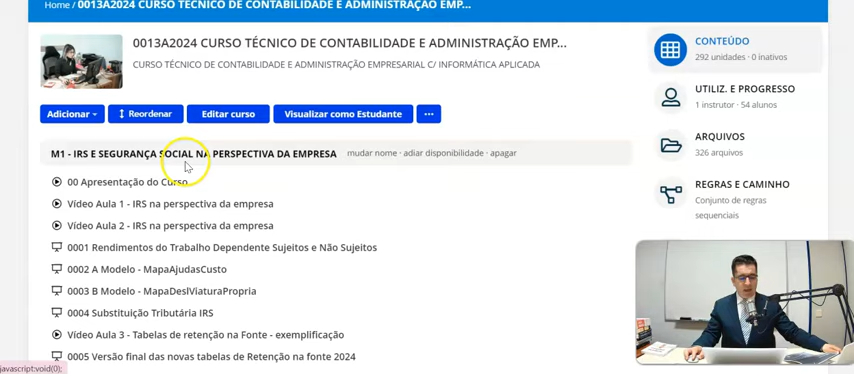 Home / 0013A2024 CURSO TÉCNICO DE CONTABILIDADE E ADMINISTRAÇÃO EMP...
0013A2024 CURSO TÉCNICO DE CONTABILIDADE E ADMINISTRAÇÃO EMP...
CURSO TÉCNICO DE CONTABILIDADE E ADMINISTRAÇÃO EMPRESARIAL C/ INFORMÁTICA APLICADA
Adicionar Reordenar Editar curso Visualizar como Estudante ...
M1 - IRS E SEGURANÇA SOCIAL NA PERSPECTIVA DA EMPRESA mudar nome · adiar disponibilidade · apagar
00 Apresentação do Curso
Vídeo Aula 1 - IRS na perspectiva da empresa
Vídeo Aula 2 - IRS na perspectiva da empresa
0001 Rendimentos do Trabalho Dependente Sujeitos e Não Sujeitos
0002 A Modelo - MapaAjudasCusto
0003 B Modelo - MapaDeslViaturaPropria
0004 Substituição Tributária IRS
Vídeo Aula 3 - Tabelas de retenção na Fonte - exemplificação
0005 Versão final das novas tabelas de Retenção na fonte 2024
CONTEÚDO
292 unidades · 0 inativos
UTILIZ. E PROGRESSO
1 instrutor · 54 alunos
ARQUIVOS
326 arquivos
REGRAS E CAMINHO
Conjunto de regras
sequenciais
javascript:void(0);